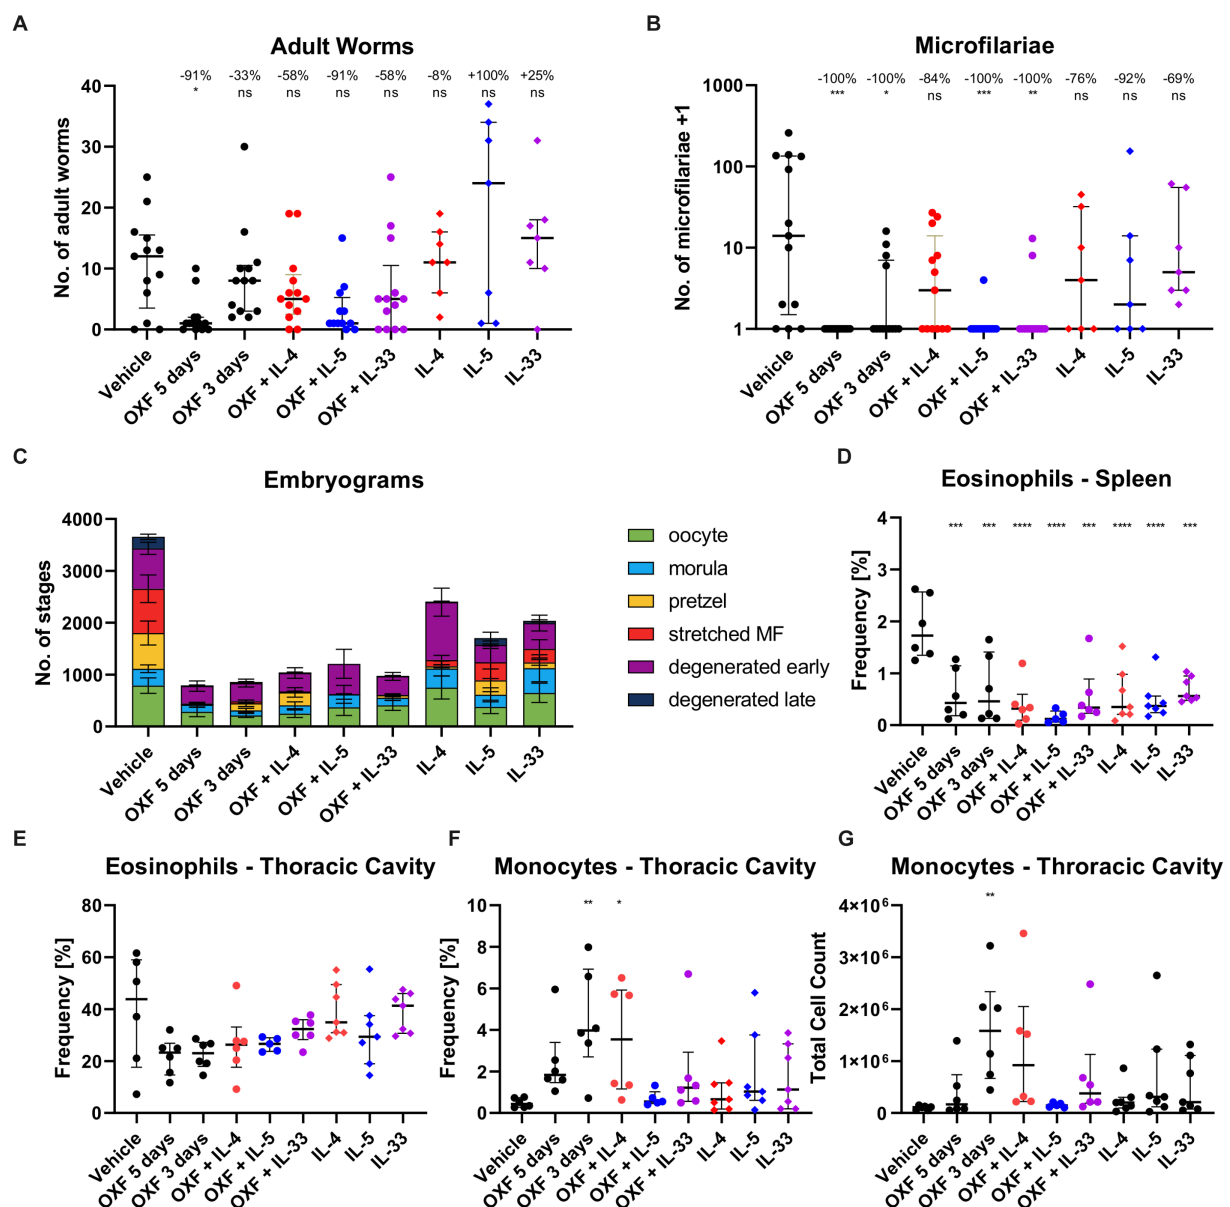 A
Adult Worms
-91% -33% -58% -91% -58% -8% +100% +25%
* ns ns ns ns ns ns ns
No. of adult worms
40
30
20
10
0
Vehicle
OXF 5 days
OXF 3 days
OXF + IL-4
OXF + IL-5
OXF + IL-33
IL-4
IL-5
IL-33
B
Microfilariae
-100% -100% -84% -100% -100% -76% -92% -69%
*** * ns *** ** ns ns ns
No. of microfilariae +1
1000
100
10
1
Vehicle
OXF 5 days
OXF 3 days
OXF + IL-4
OXF + IL-5
OXF + IL-33
IL-4
IL-5
IL-33
C
Embryograms
No. of stages
4000
3000
2000
1000
0
Vehicle
OXF 5 days
OXF 3 days
OXF + IL-4
OXF + IL-5
OXF + IL-33
IL-4
IL-5
IL-33
oocyte
morula
pretzel
stretched MF
degenerated early
degenerated late
D
Eosinophils - Spleen
*** *** **** **** *** **** **** ***
Frequency [%]
4
3
2
1
0
Vehicle
OXF 5 days
OXF 3 days
OXF + IL-4
OXF + IL-5
OXF + IL-33
IL-4
IL-5
IL-33
E
Eosinophils - Thoracic Cavity
Frequency [%]
80
60
40
20
0
Vehicle
OXF 5 days
OXF 3 days
OXF + IL-4
OXF + IL-5
OXF + IL-33
IL-4
IL-5
IL-33
F
Monocytes - Thoracic Cavity
** *
Frequency [%]
10
8
6
4
2
0
Vehicle
OXF 5 days
OXF 3 days
OXF + IL-4
OXF + IL-5
OXF + IL-33
IL-4
IL-5
IL-33
G
Monocytes - Throracic Cavity
**
Total Cell Count
4×10⁶
3×10⁶
2×10⁶
1×10⁶
0
Vehicle
OXF 5 days
OXF 3 days
OXF + IL-4
OXF + IL-5
OXF + IL-33
IL-4
IL-5
IL-33